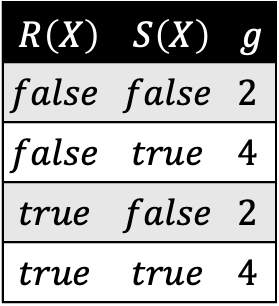 R(X) S(X) g
false false 2
false true 4
true false 2
true true 4